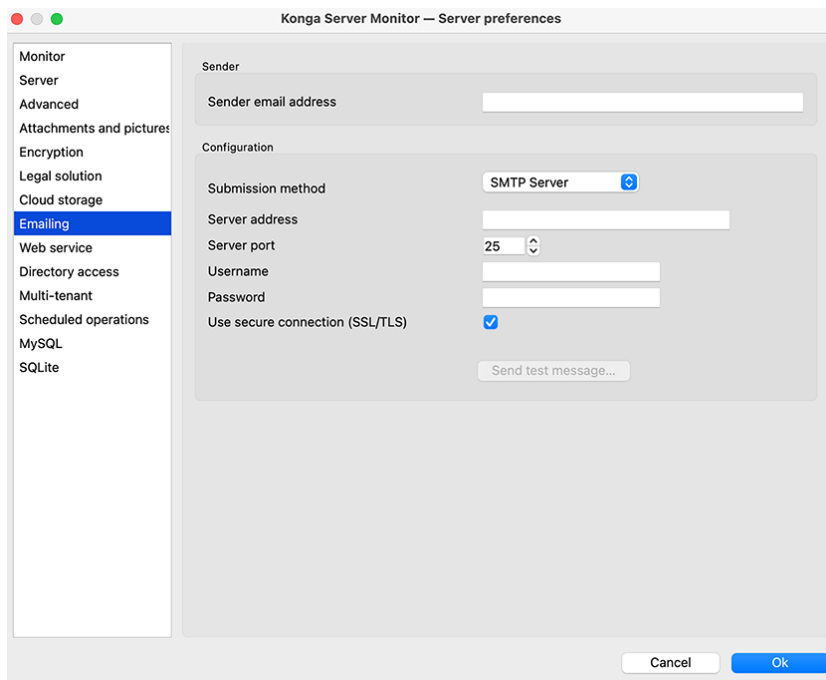 Konga Server Monitor — Server preferences
Monitor
Server
Advanced
Attachments and pictures
Encryption
Legal solution
Cloud storage
Emailing
Web service
Directory access
Multi-tenant
Scheduled operations
MySQL
SQLite
Sender
Sender email address
Configuration
Submission method
SMTP Server
Server address
Server port
25
Username
Password
Use secure connection (SSL/TLS)
Send test message...
Cancel
Ok